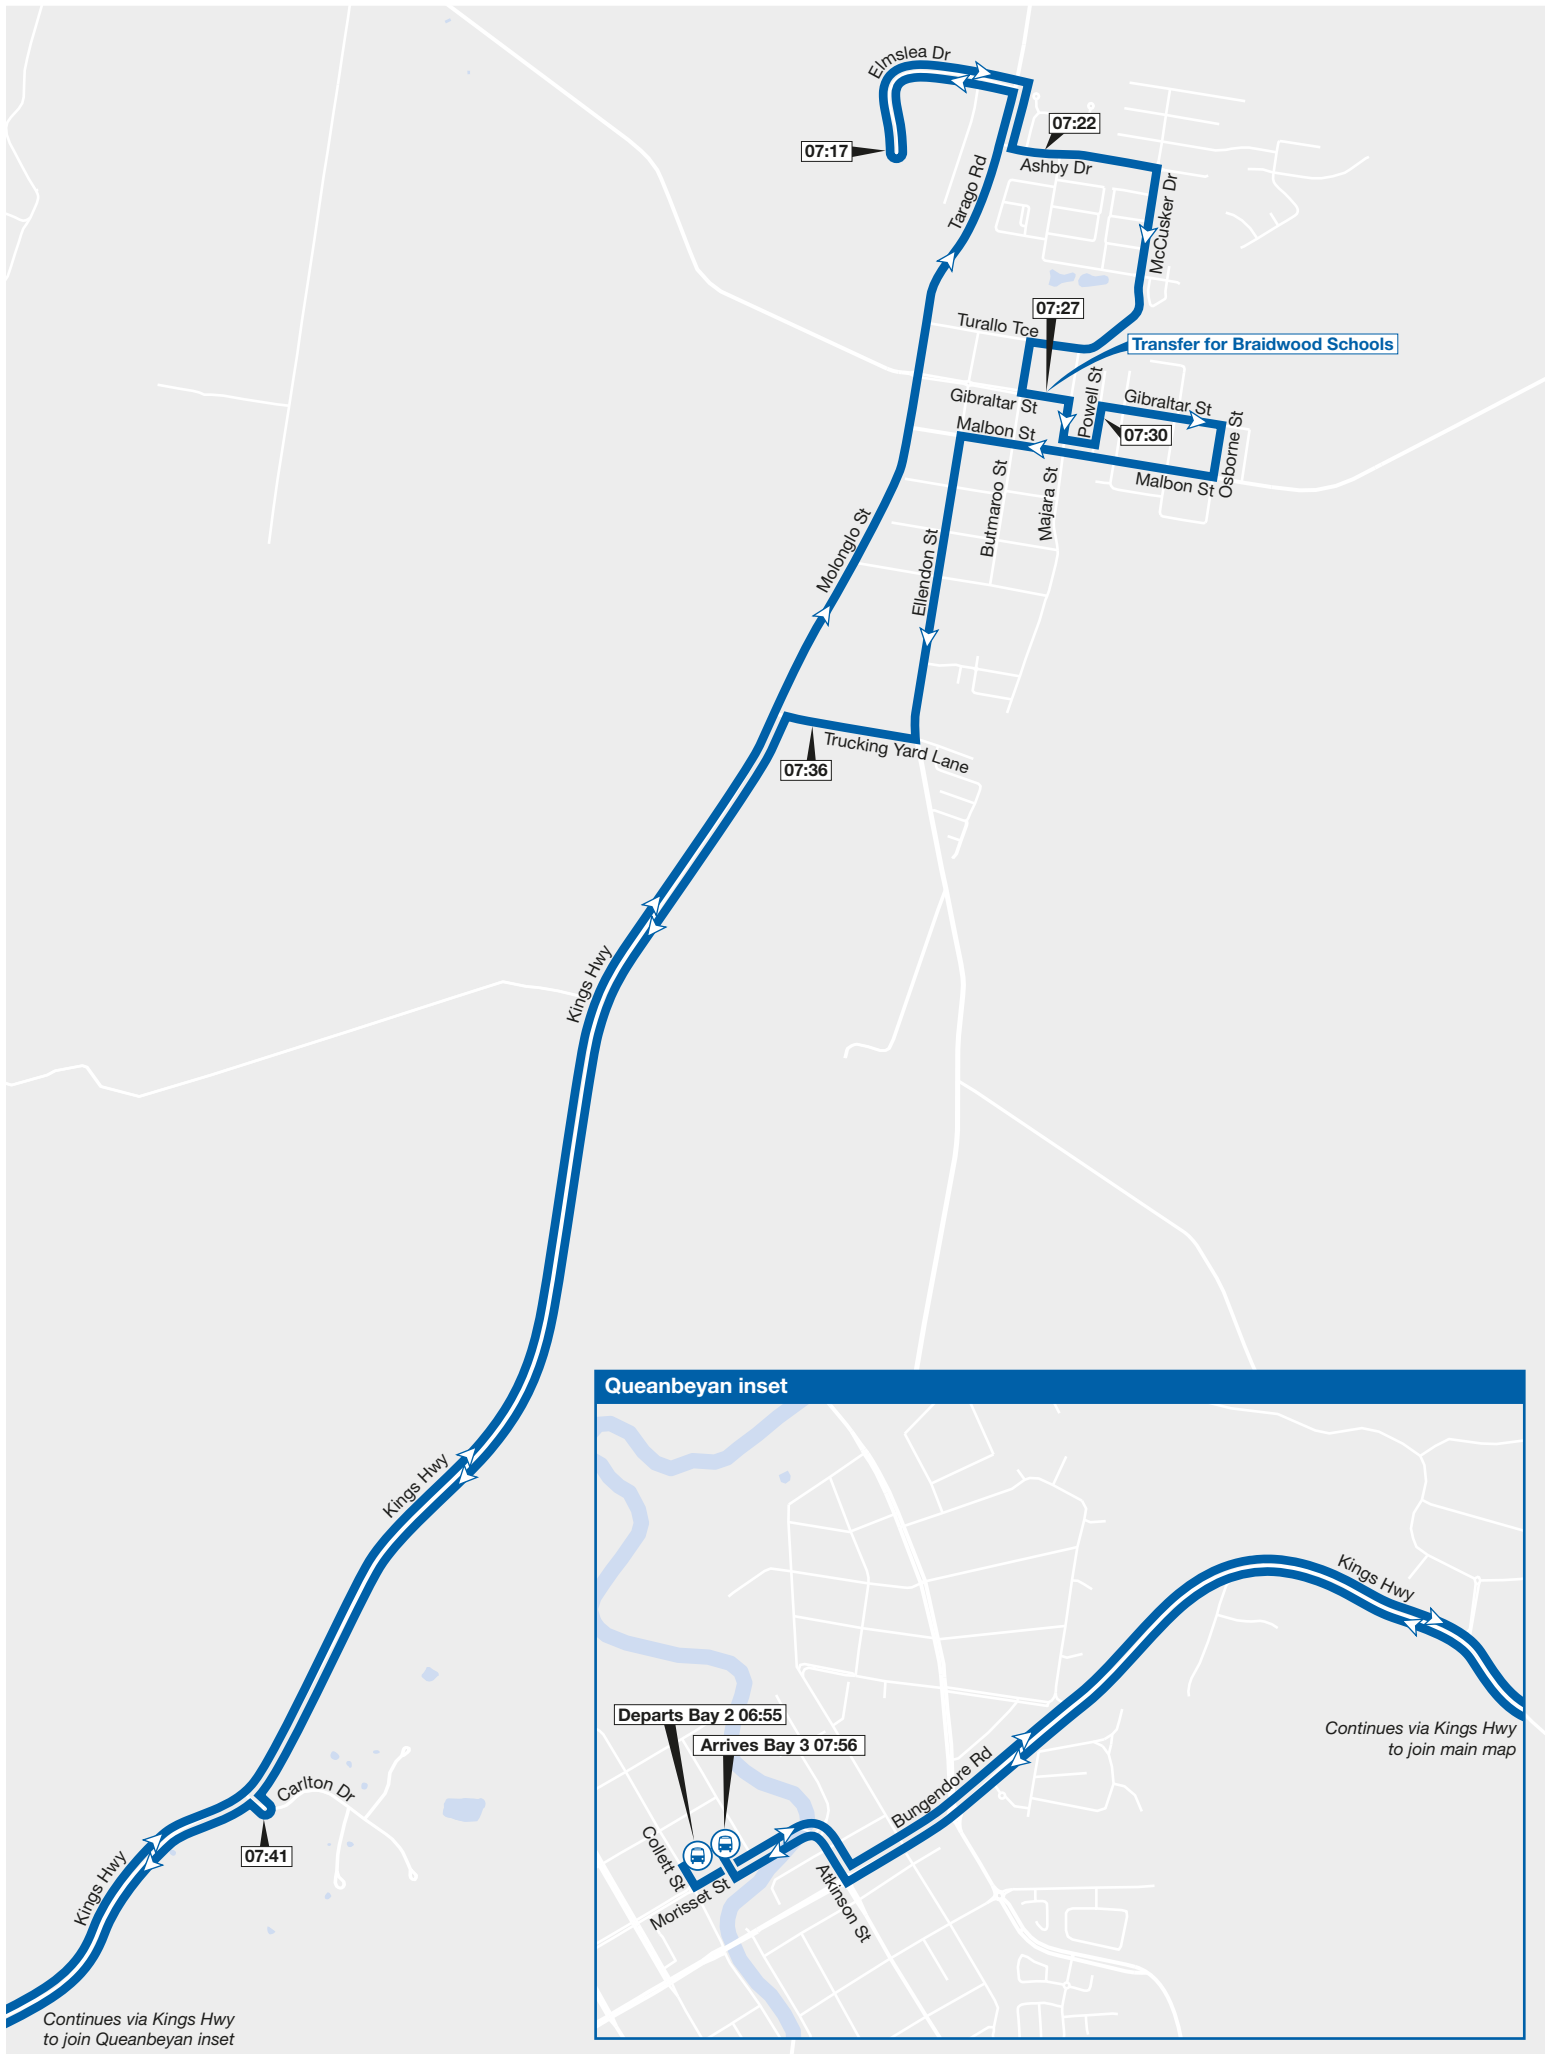 Elmslea Dr
07:22
07:17
Ashby Dr
Tarago Rd
McCusker Dr
07:27
Turallo Tce
Transfer for Braidwood Schools
Gibraltar St
Powell St
Gibraltar St
Malbon St
07:30
Osborne St
Malbon St
Butmaroo St
Majara St
Molonglo St
Ellendon St
Trucking Yard Lane
07:36
Kings Hwy
Kings Hwy
Carlton Dr
07:41
Kings Hwy
Continues via Kings Hwy
to join Queanbeyan inset
Queanbeyan inset
Kings Hwy
Departs Bay 2 06:55
Arrives Bay 3 07:56
Continues via Kings Hwy
to join main map
Bungendore Rd
Collett St
Morisset St
Atkinson St